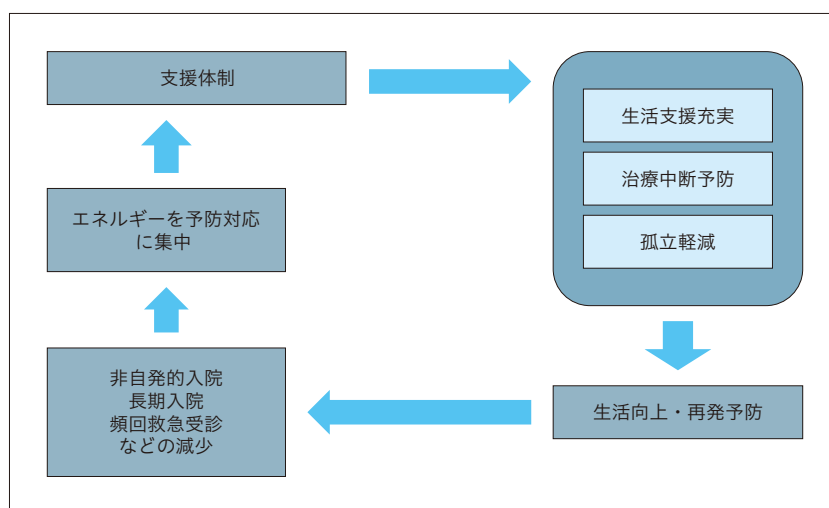 支援体制
生活支援充実
治療中断予防
孤立軽減
エネルギーを予防対応
に集中
非自発的入院
長期入院
頻回救急受診
などの減少
生活向上・再発予防